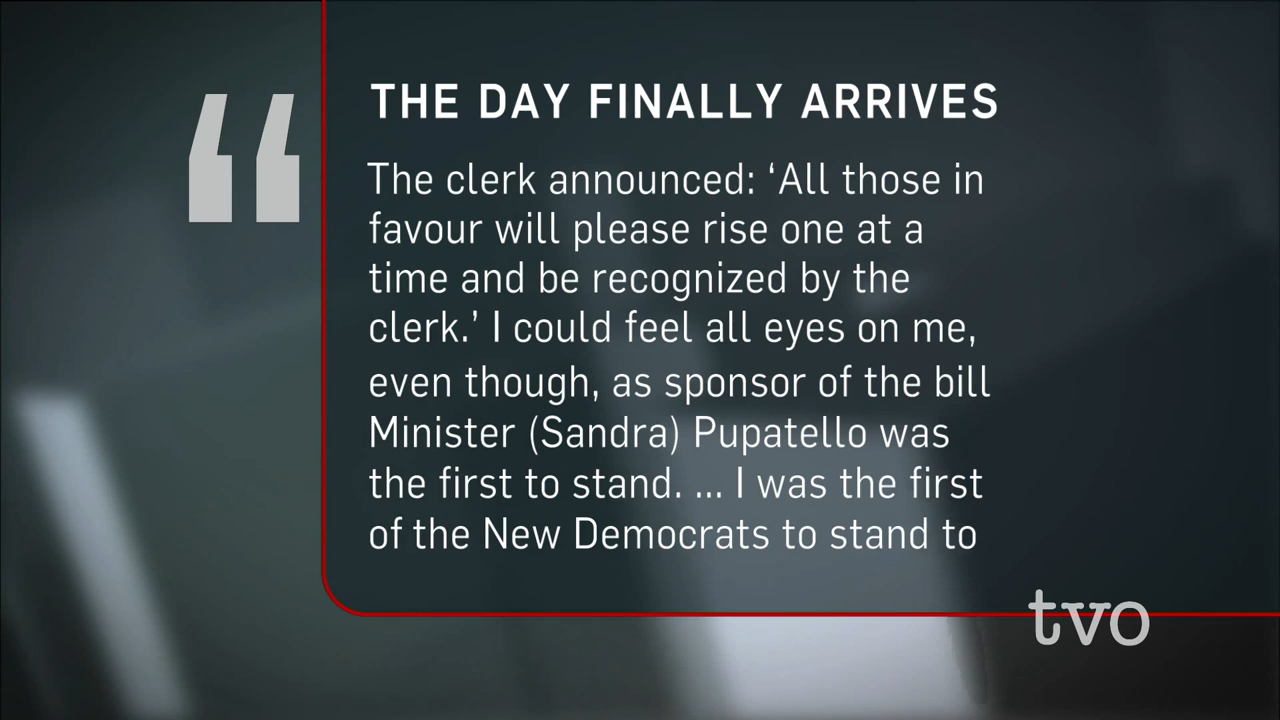 “
THE DAY FINALLY ARRIVES
The clerk announced: ‘All those in
favour will please rise one at a
time and be recognized by the
clerk.’ I could feel all eyes on me,
even though, as sponsor of the bill
Minister (Sandra) Pupatello was
the first to stand. ... I was the first
of the New Democrats to stand to
tvo